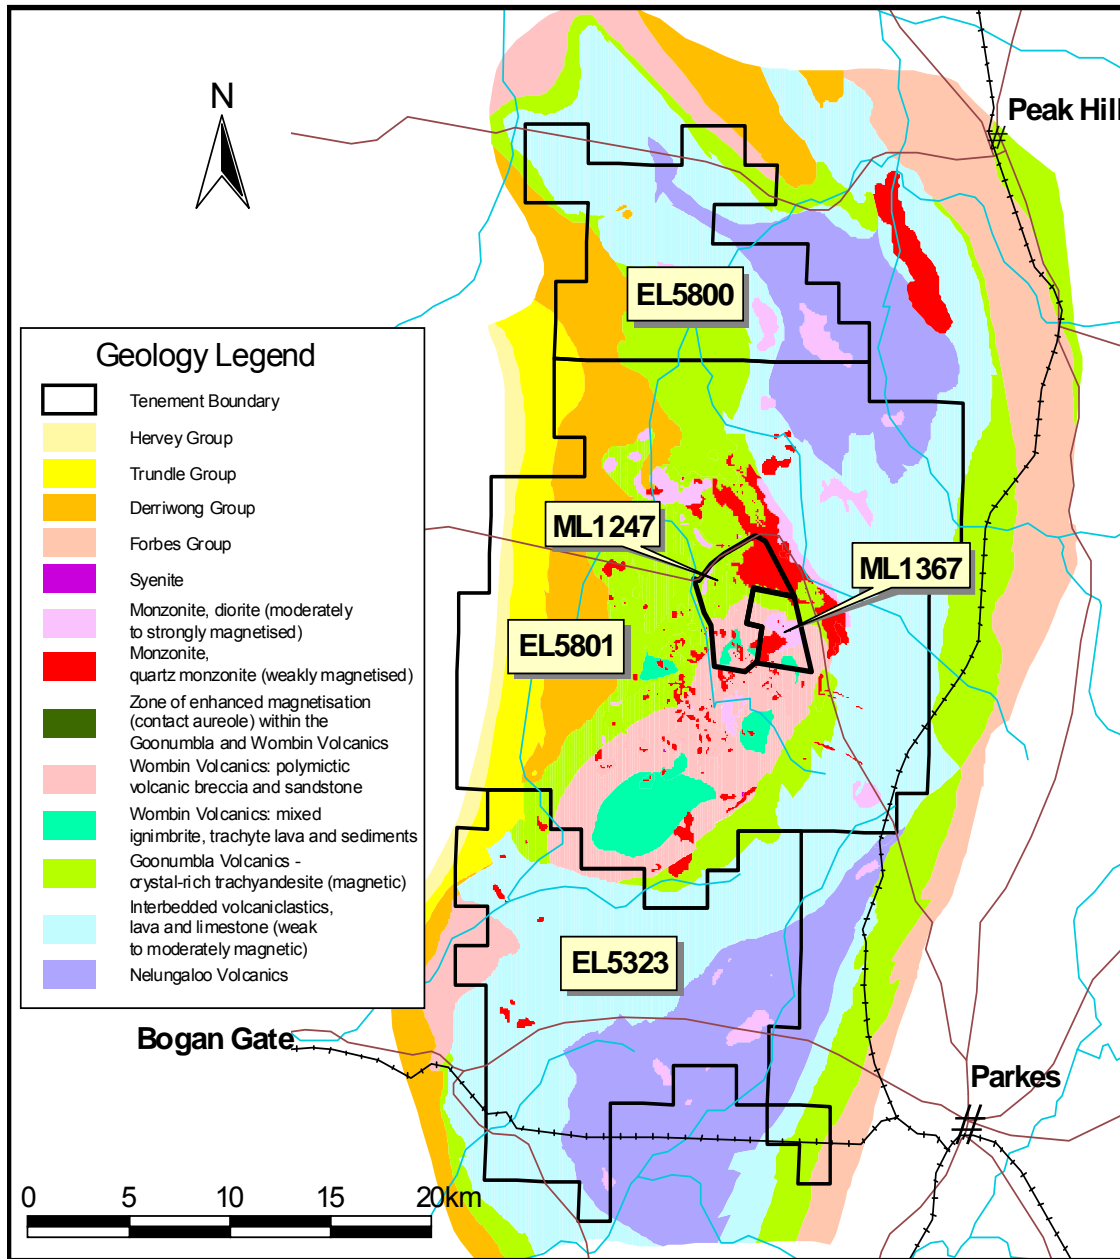 N
Peak Hill
EL5800
Geology Legend
Tenement Boundary
Hervey Group
Trundle Group
Derriwong Group
Forbes Group
Syenite
Monzonite, diorite (moderately
to strongly magnetised)
Monzonite,
quartz monzonite (weakly magnetised)
Zone of enhanced magnetisation
(contact aureole) within the
Goonumbla and Wombin Volcanics
Wombin Volcanics: polymictic
volcanic breccia and sandstone
Wombin Volcanics: mixed
ignimbrite, trachyte lava and sediments
Goonumbla Volcanics -
crystal-rich trachyandesite (magnetic)
Interbedded volcaniclastics,
lava and limestone (weak
to moderately magnetic)
Nelungaloo Volcanics
ML1247
ML1367
EL5801
EL5323
Bogan Gate
Parkes
0 5 10 15 20km